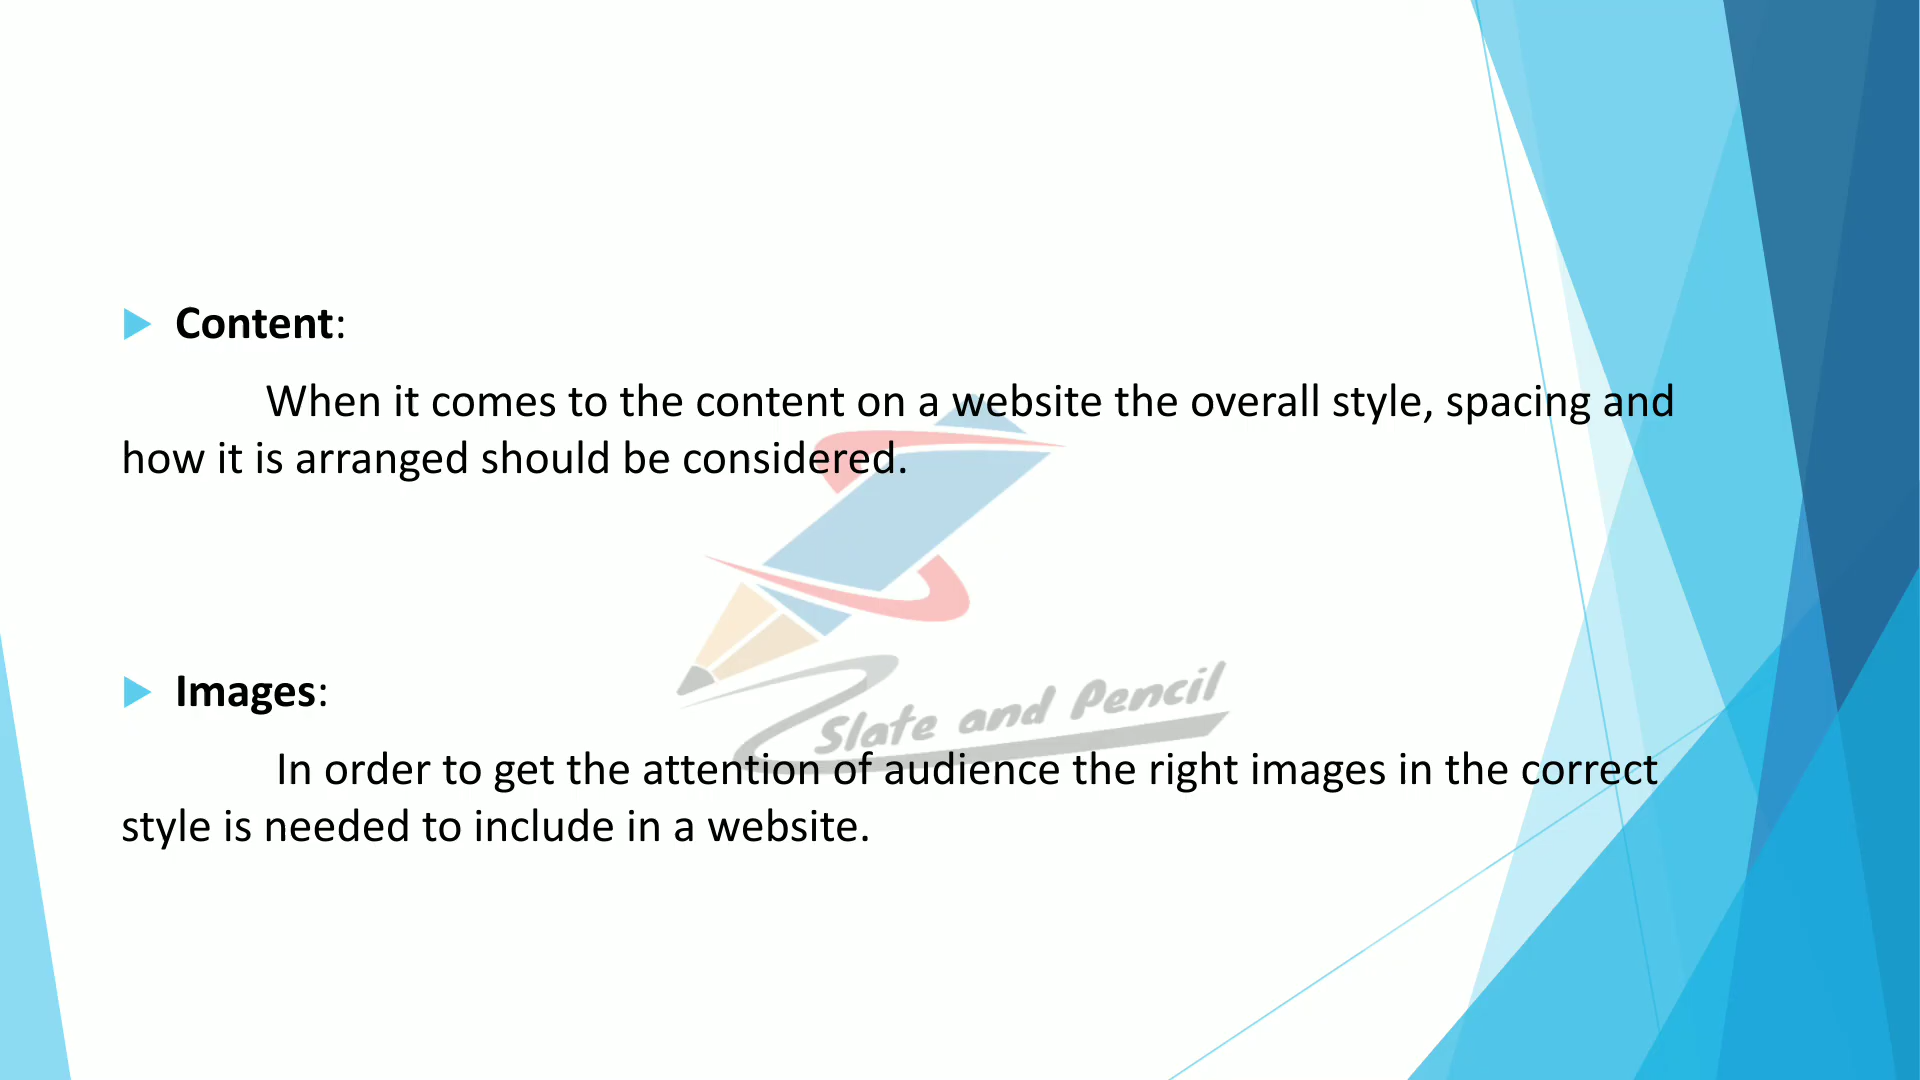 Content:
When it comes to the content on a website the overall style, spacing and
how it is arranged should be considered.
Images:
Slate and Pencil
In order to get the attention of audience the right images in the correct
style is needed to include in a website.